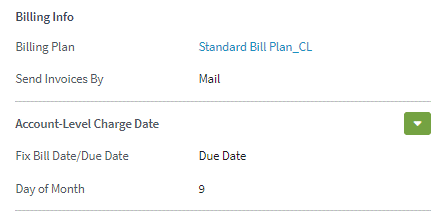 Billing Info
Billing Plan Standard Bill Plan_CL
Send Invoices By Mail
Account-Level Charge Date
Fix Bill Date/Due Date Due Date
Day of Month 9